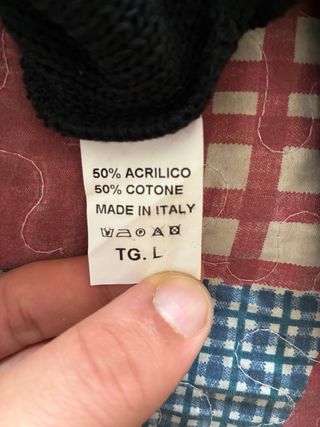 50% ACRILICO
50% COTONE
MADE IN ITALY
TG. L